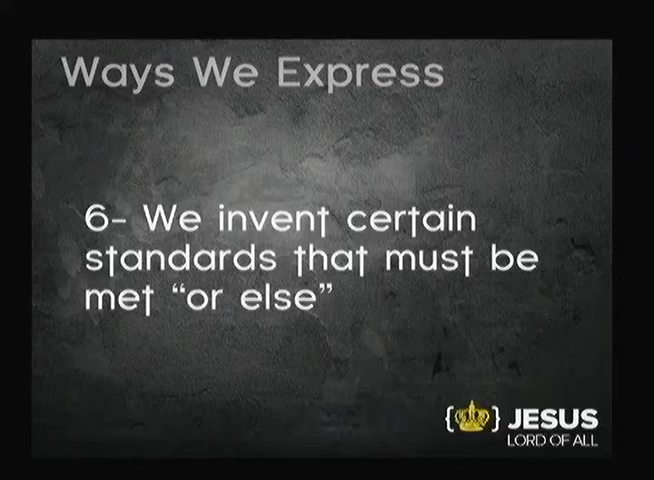 Ways We Express
6- We invent certain
standards that must be
met “or else”
{ } JESUS
LORD OF ALL